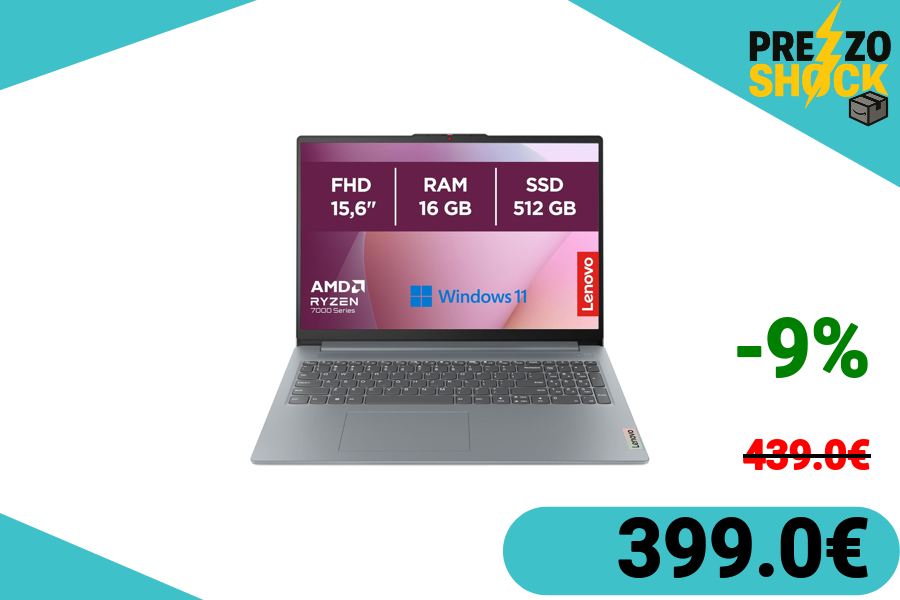 PREZZO
SHOCK
FHD
15,6"
RAM
16 GB
SSD
512 GB
AMD
RYZEN
7000 Series
Windows 11
Lenovo
Lenovo
-9%
439.0€
399.0€